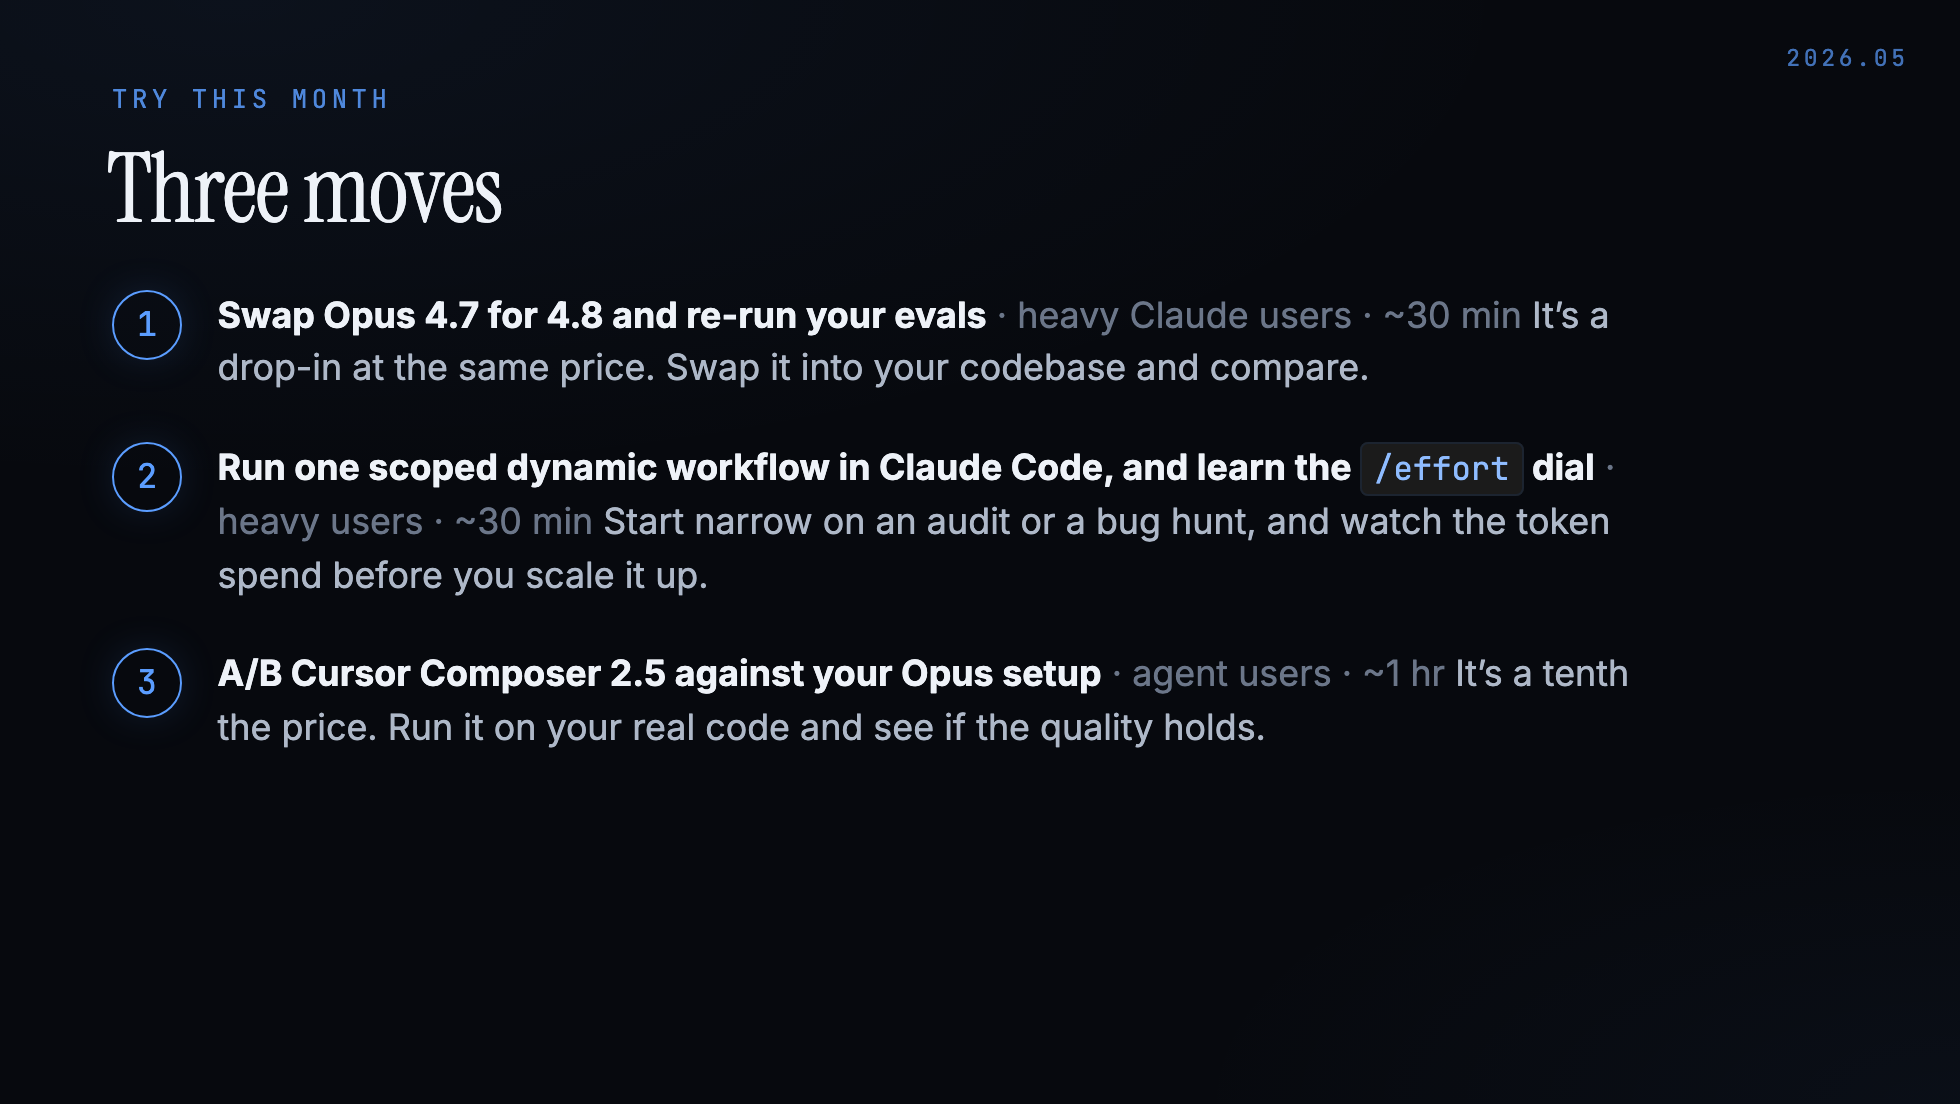 2026.05
TRY THIS MONTH
Three moves
1
Swap Opus 4.7 for 4.8 and re-run your evals · heavy Claude users · ~30 min It’s a
drop-in at the same price. Swap it into your codebase and compare.
2
Run one scoped dynamic workflow in Claude Code, and learn the /effort dial ·
heavy users · ~30 min Start narrow on an audit or a bug hunt, and watch the token
spend before you scale it up.
3
A/B Cursor Composer 2.5 against your Opus setup · agent users · ~1 hr It’s a tenth
the price. Run it on your real code and see if the quality holds.